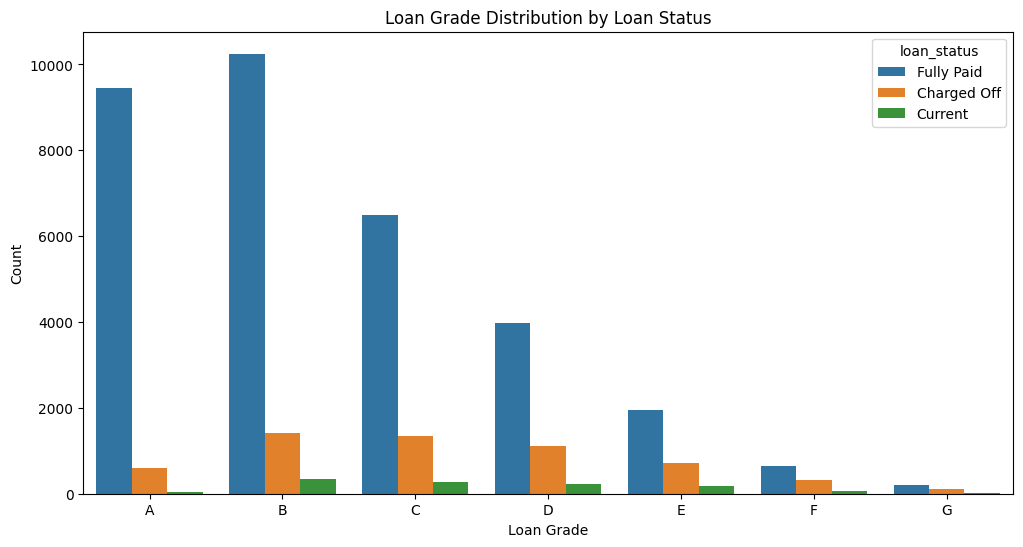 Loan Grade Distribution by Loan Status
loan_status
Fully Paid
Charged Off
Current
Count
10000
8000
6000
4000
2000
0
A B C D E F G
Loan Grade